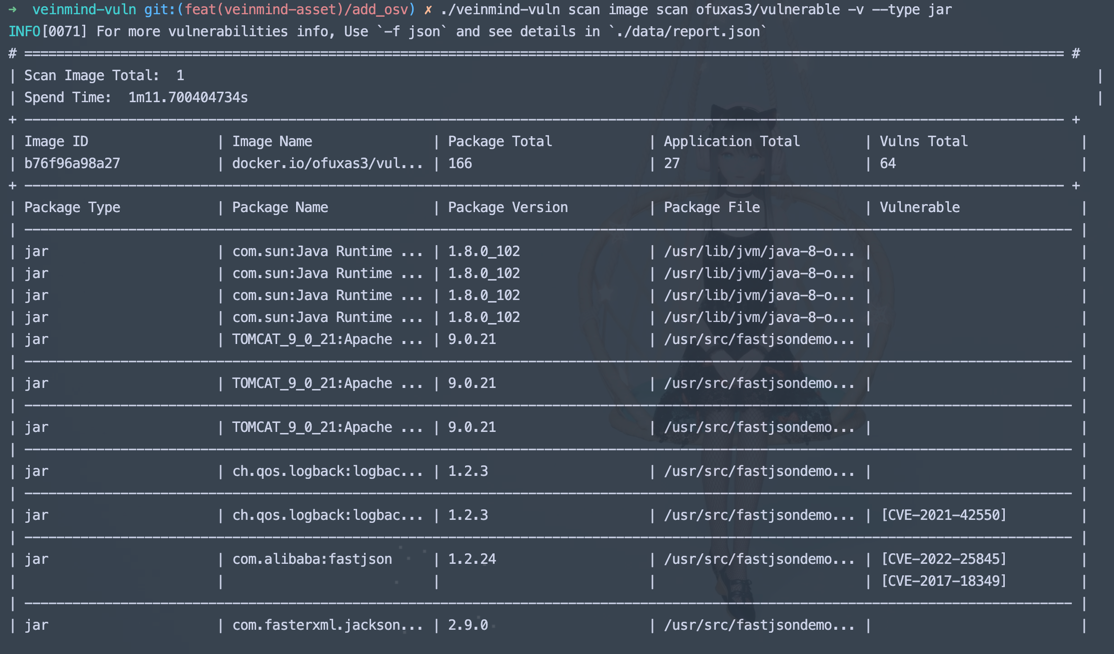 ➜ veinmind-vuln git:(feat(veinmind-asset)/add_osv) ✗ ./veinmind-vuln scan image scan ofuxas3/vulnerable -v --type jar
INFO[0071] For more vulnerabilities info, Use `-f json` and see details in `./data/report.json`
# ================================================================================================================================== #
| Scan Image Total: 1 |
| Spend Time: 1m11.700404734s |
+ ---------------------------------------------------------------------------------------------------------------------------------- +
| Image ID | Image Name | Package Total | Application Total | Vulns Total |
| b76f96a98a27 | docker.io/ofuxas3/vul... | 166 | 27 | 64 |
+ ---------------------------------------------------------------------------------------------------------------------------------- +
| Package Type | Package Name | Package Version | Package File | Vulnerable |
| ----------------------------------------------------------------------------------------------------------------------------------- |
| jar | com.sun:Java Runtime ... | 1.8.0_102 | /usr/lib/jvm/java-8-o... | |
| jar | com.sun:Java Runtime ... | 1.8.0_102 | /usr/lib/jvm/java-8-o... | |
| jar | com.sun:Java Runtime ... | 1.8.0_102 | /usr/lib/jvm/java-8-o... | |
| jar | com.sun:Java Runtime ... | 1.8.0_102 | /usr/lib/jvm/java-8-o... | |
| jar | TOMCAT_9_0_21:Apache ... | 9.0.21 | /usr/src/fastjsondemo... | |
| ----------------------------------------------------------------------------------------------------------------------------------- |
| jar | TOMCAT_9_0_21:Apache ... | 9.0.21 | /usr/src/fastjsondemo... | |
| ----------------------------------------------------------------------------------------------------------------------------------- |
| jar | TOMCAT_9_0_21:Apache ... | 9.0.21 | /usr/src/fastjsondemo... | |
| ----------------------------------------------------------------------------------------------------------------------------------- |
| jar | ch.qos.logback:logbac... | 1.2.3 | /usr/src/fastjsondemo... | |
| ----------------------------------------------------------------------------------------------------------------------------------- |
| jar | ch.qos.logback:logbac... | 1.2.3 | /usr/src/fastjsondemo... | [CVE-2021-42550] |
| ----------------------------------------------------------------------------------------------------------------------------------- |
| jar | com.alibaba:fastjson | 1.2.24 | /usr/src/fastjsondemo... | [CVE-2022-25845] |
| | | | | [CVE-2017-18349] |
| ----------------------------------------------------------------------------------------------------------------------------------- |
| jar | com.fasterxml.jackson... | 2.9.0 | /usr/src/fastjsondemo... | |